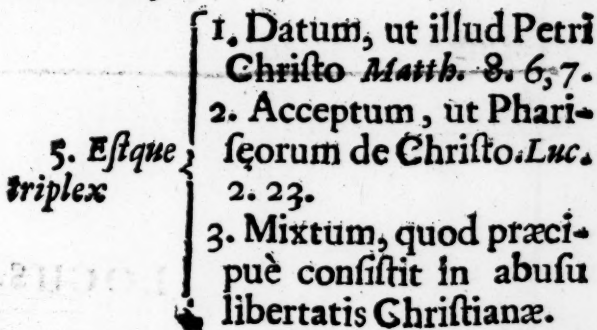 1. Datum, ut illud Petri
Chriſto Matth. 8. 6, 7.
2. Acceptum, ut Phari-
ſęorum de Chriſto. Luc.
5. Eſtque
triplex
2. 23.
3. Mixtum, quod præci-
puè conſiſtit in abuſu
libertatis Chriſtianæ.